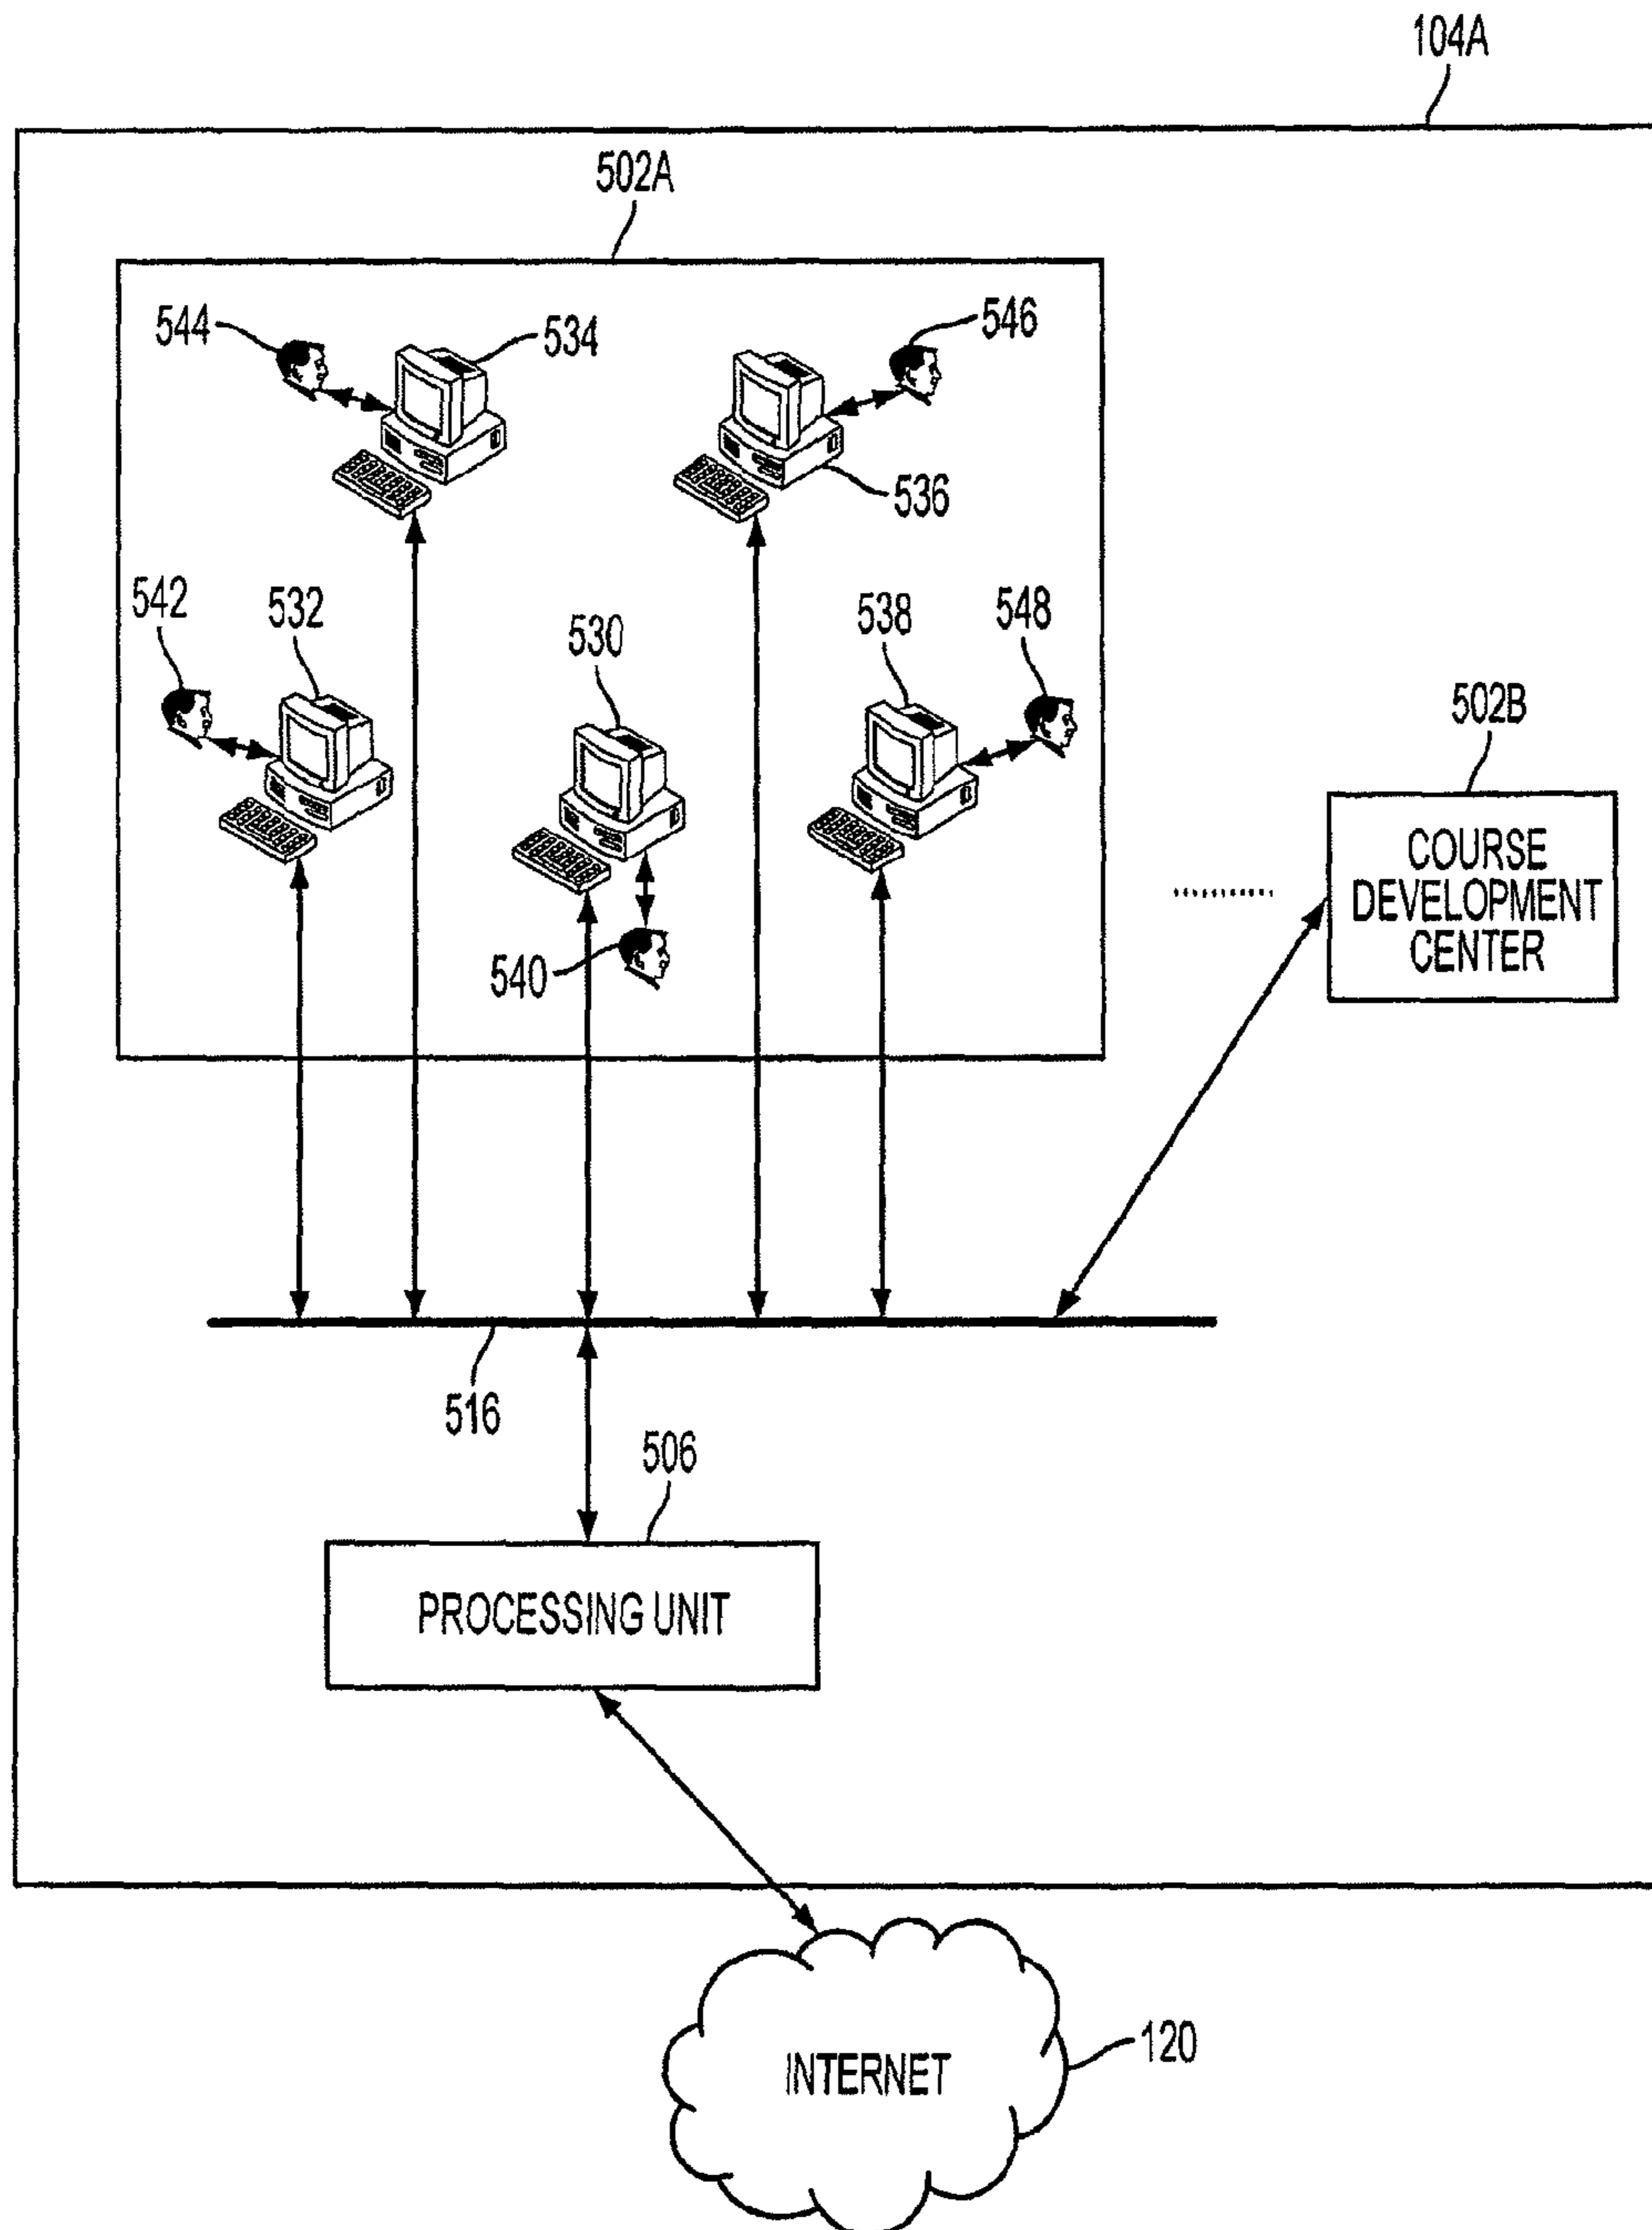 104A
502A
544
534
546
536
542
532
530
538
548
540
502B
COURSE
DEVELOPMENT
CENTER
516
506
PROCESSING UNIT
INTERNET
120